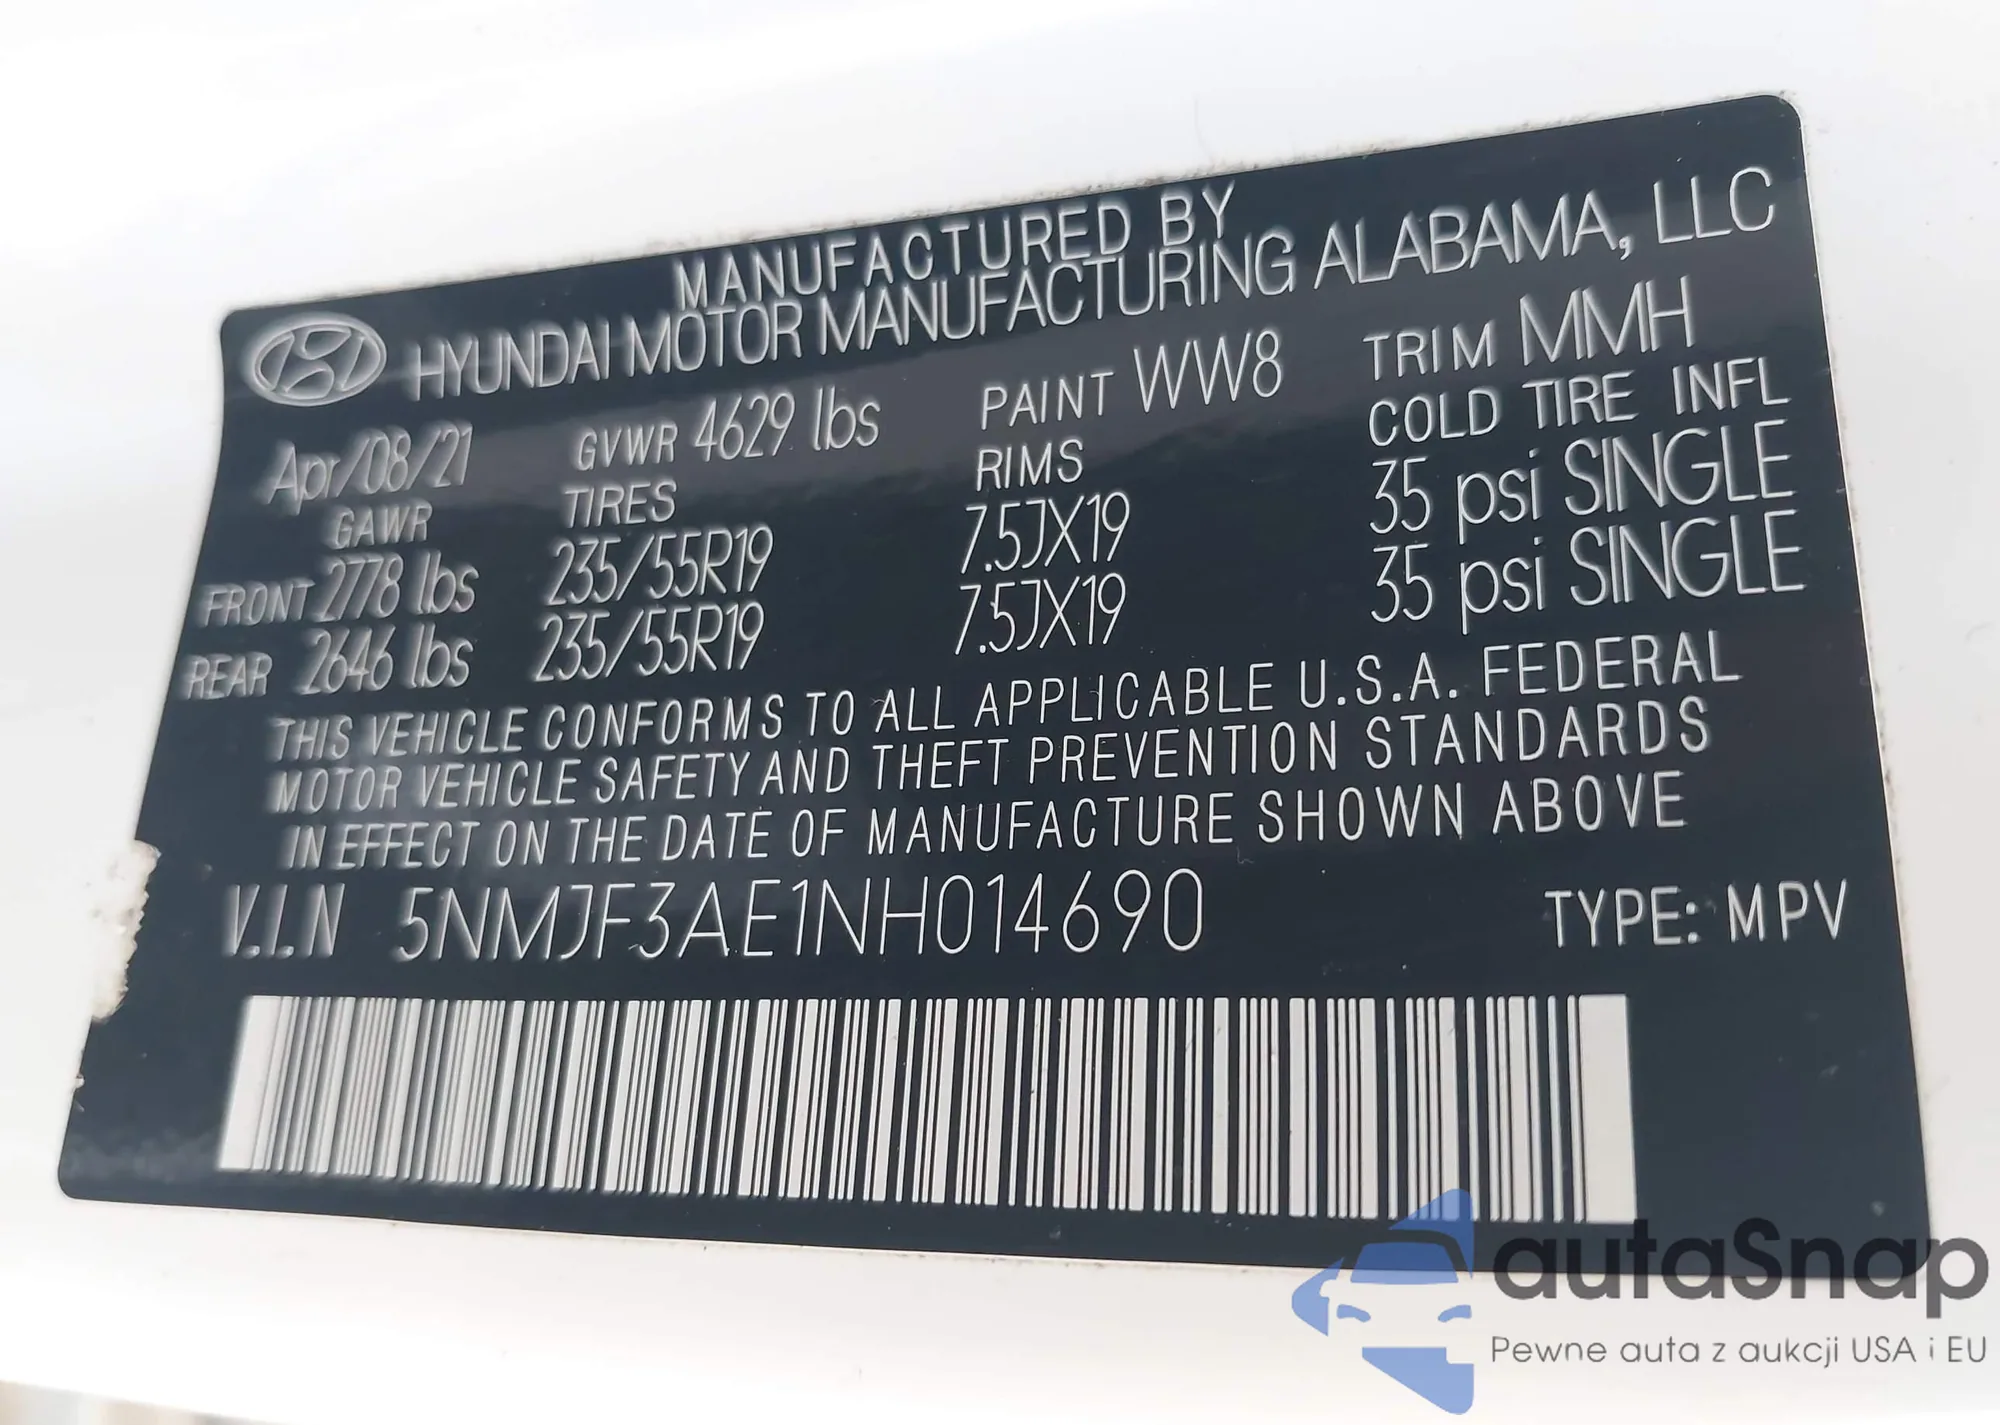 MANUFACTURED BY
HYUNDAI MOTOR MANUFACTURING ALABAMA, LLC
Apr/08/21 GVWR 4629 lbs PAINT WW8 TRIM MMH
GAWR TIRES RIMS COLD TIRE INFL
FRONT 2778 lbs 235/55R19 7.5JX19 35 psi SINGLE
REAR 2646 lbs 235/55R19 7.5JX19 35 psi SINGLE
THIS VEHICLE CONFORMS TO ALL APPLICABLE U.S.A. FEDERAL
MOTOR VEHICLE SAFETY AND THEFT PREVENTION STANDARDS
IN EFFECT ON THE DATE OF MANUFACTURE SHOWN ABOVE
V.I.N 5NMJF3AE1NH014690 TYPE: MPV
autaSnap
Pewne auta z aukcji USA i EU